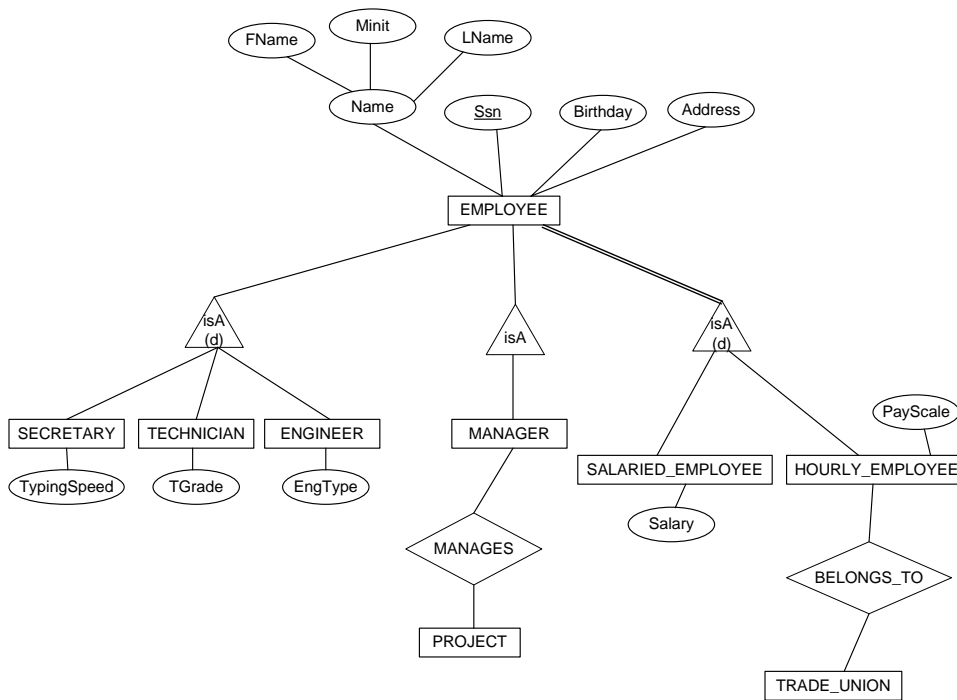 Minit
FName
LName
Name
Ssn
Birthday
Address
EMPLOYEE
isA
(d)
isA
isA
(d)
PayScale
SECRETARY
TECHNICIAN
ENGINEER
MANAGER
SALARIED_EMPLOYEE
HOURLY_EMPLOYEE
TypingSpeed
TGrade
EngType
Salary
MANAGES
BELONGS_TO
PROJECT
TRADE_UNION